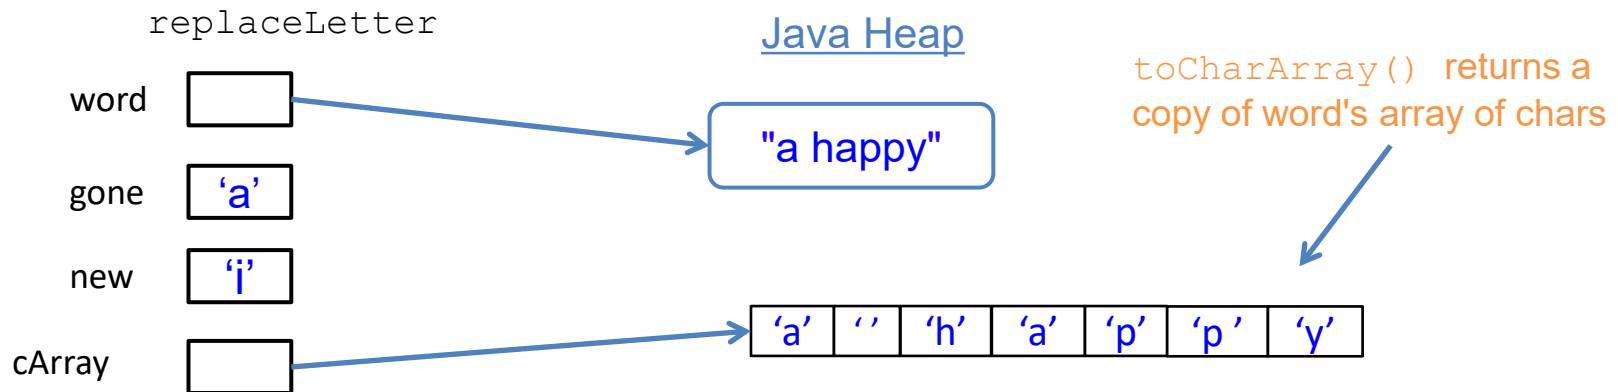 replaceLetter
Java Heap
toCharArray() returns a
copy of word's array of chars
word
"a happy"
gone
‘a’
new
‘i’
cArray
‘a’ ‘ ’ ‘h’ ‘a’ ‘p’ ‘p ’ ‘y’